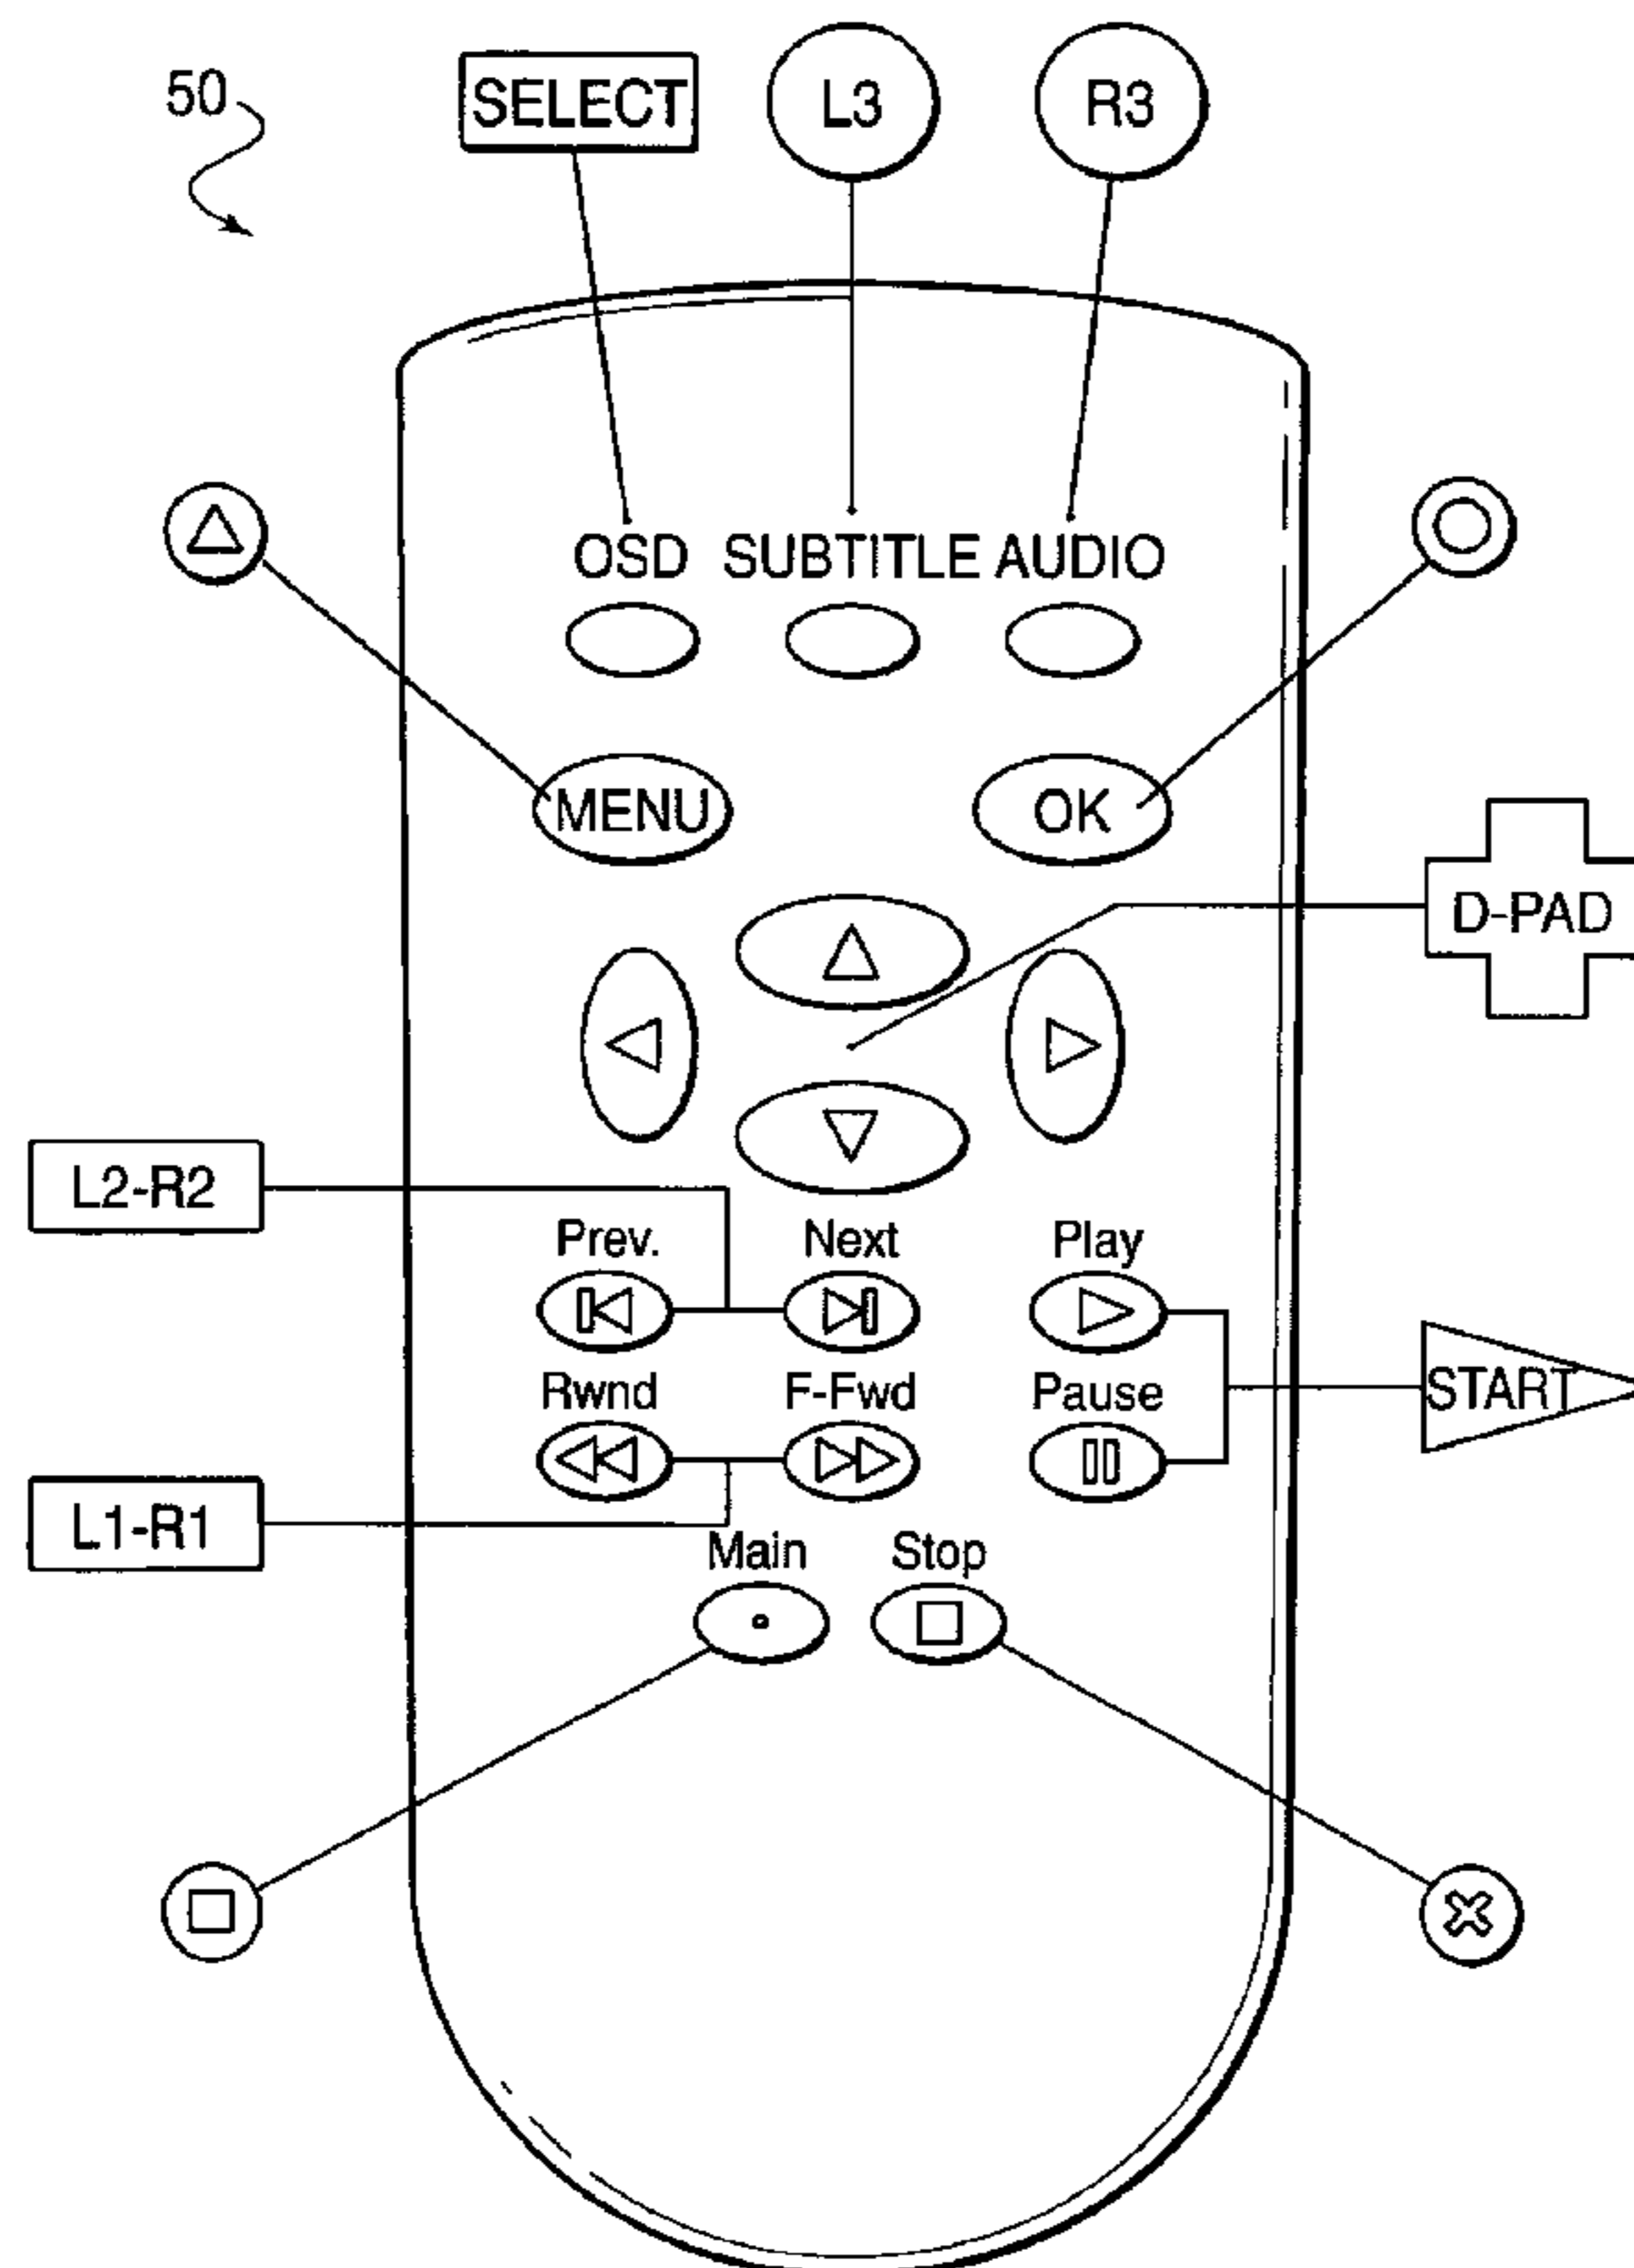 50
SELECT L3 R3
OSD SUBTITLE AUDIO
MENU OK
D-PAD
L2-R2
Prev. Next Play
Rwnd F-Fwd Pause
START
L1-R1
Main Stop